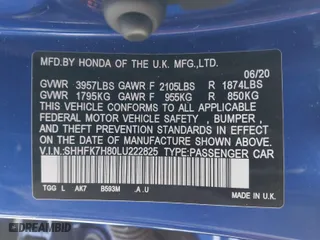 MFD.BY HONDA OF THE U.K. MFG.,LTD.
06/20
GVWR 3957LBS GAWR F 2105LBS R 1874LBS
GVWR 1795KG GAWR F 955KG R 850KG
THIS VEHICLE CONFORMS TO ALL APPLICABLE
FEDERAL MOTOR VEHICLE SAFETY, BUMPER, AND
THEFT PREVENTION STANDARDS IN EFFECT ON THE
DATE OF MANUFACTURE SHOWN ABOVE.
V.I.N.:SHHFK7H80LU222825 TYPE:PASSENGER CAR
TGG L AK7 B593M .A .U
MADE IN U.K.